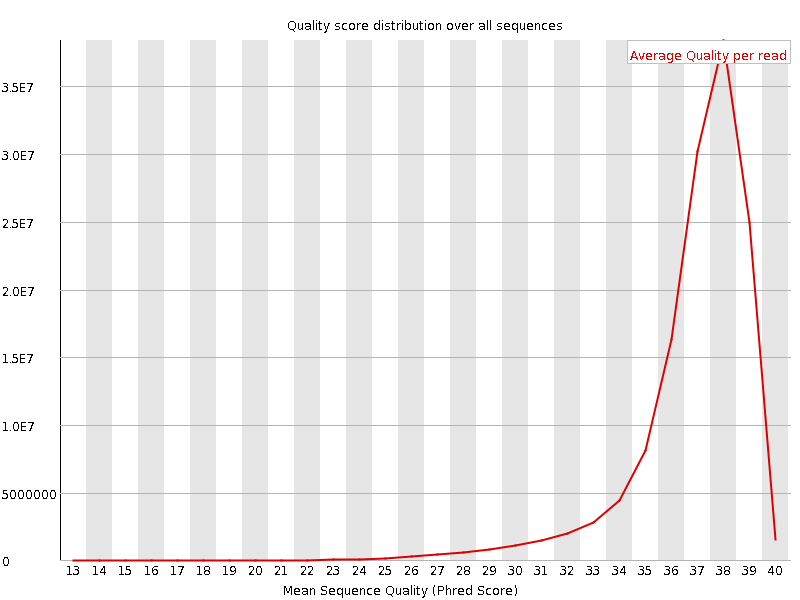 Quality score distribution over all sequences
Average Quality per read
3.5E7
3.0E7
2.5E7
2.0E7
1.5E7
1.0E7
5000000
0
13 14 15 16 17 18 19 20 21 22 23 24 25 26 27 28 29 30 31 32 33 34 35 36 37 38 39 40
Mean Sequence Quality (Phred Score)